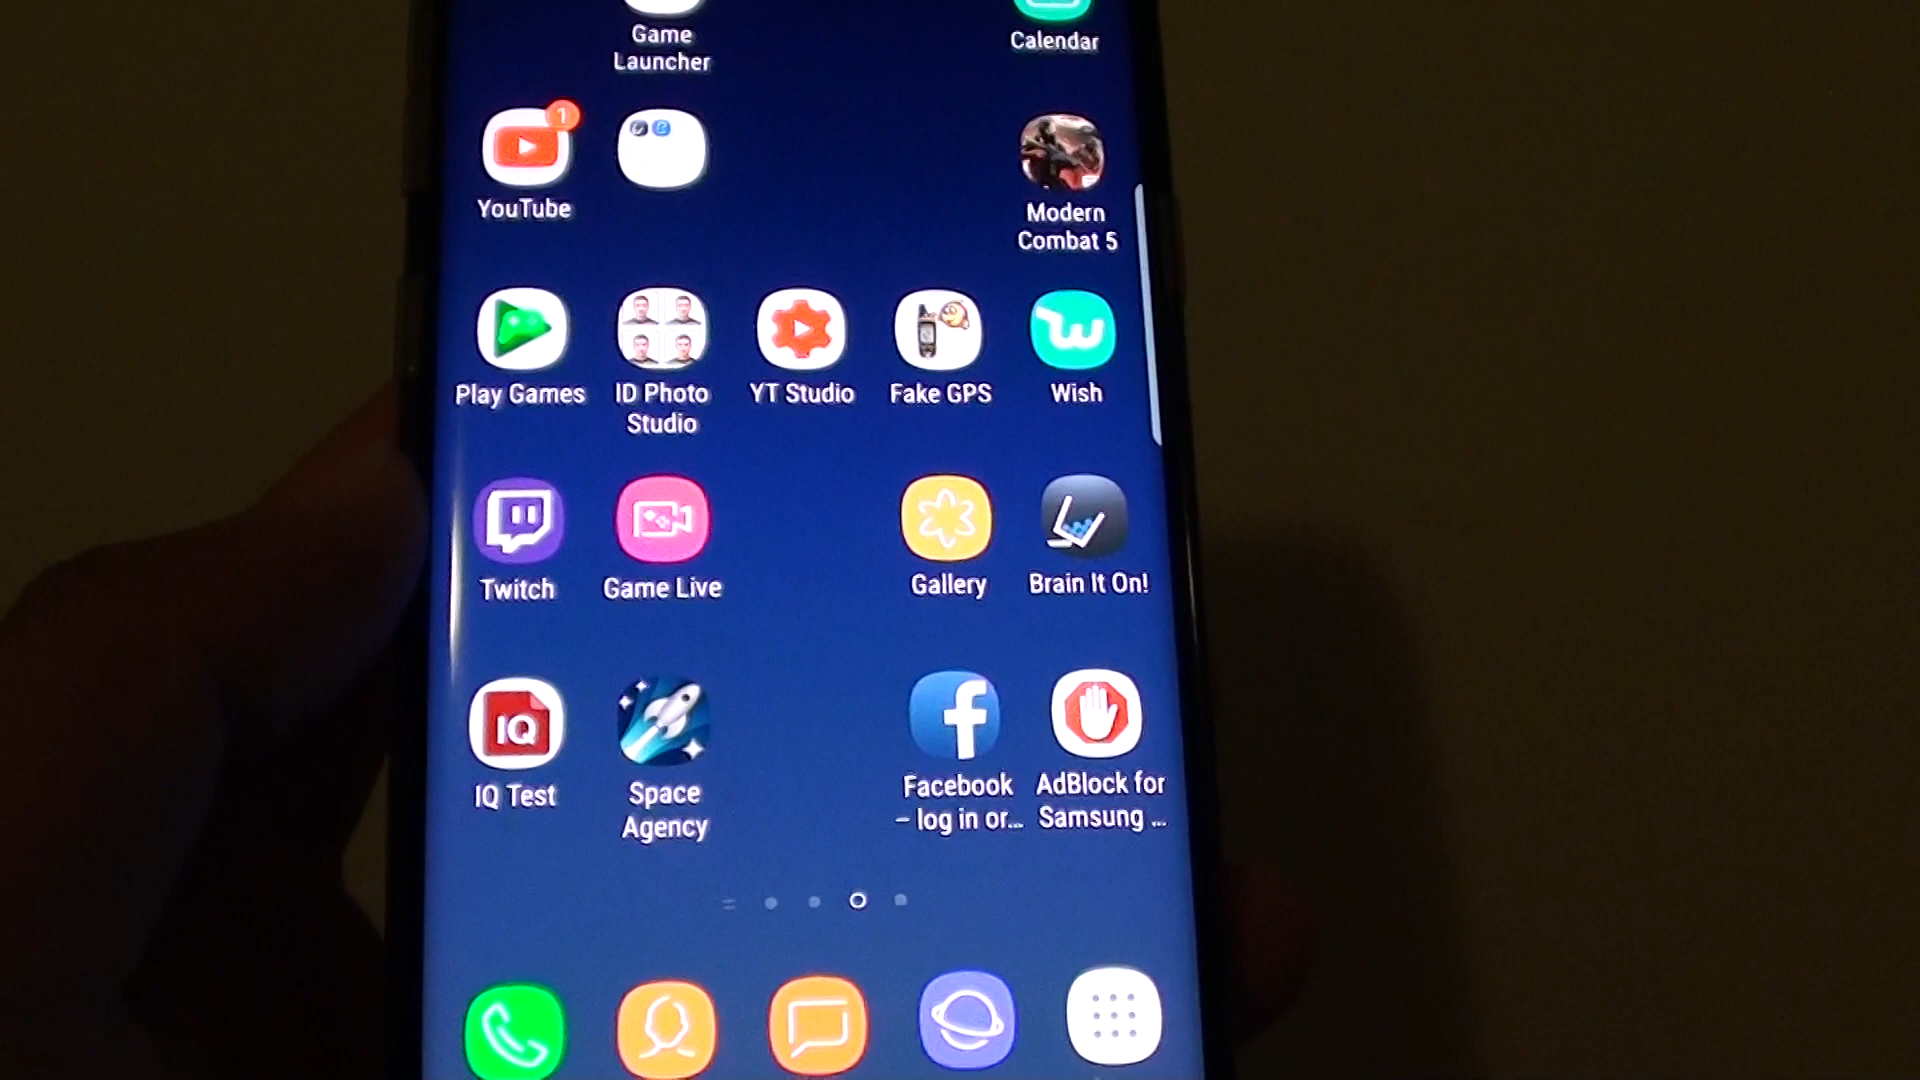 Game
Launcher
Calendar
1
YouTube
Modern
Combat 5
Play Games
ID Photo
Studio
YT Studio
Fake GPS
Wish
Twitch
Game Live
Gallery
Brain It On!
IQ
IQ Test
Space
Agency
Facebook
– log in or...
AdBlock for
Samsung ...